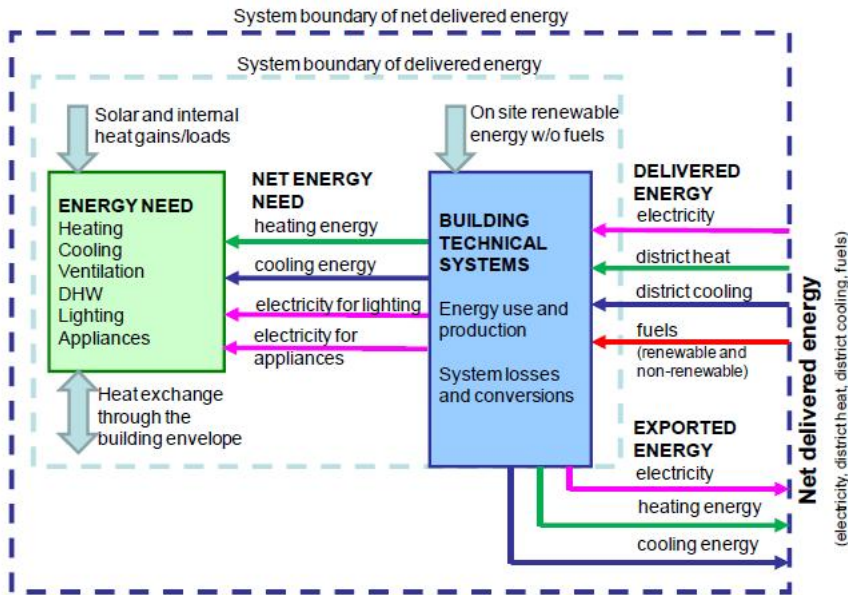 System boundary of net delivered energy
System boundary of delivered energy
Solar and internal
heat gains/loads
On site renewable
energy w/o fuels
ENERGY NEED
Heating
Cooling
Ventilation
DHW
Lighting
Appliances
NET ENERGY
NEED
heating energy
cooling energy
electricity for lighting
electricity for
appliances
Heat exchange
through the
building envelope
BUILDING
TECHNICAL
SYSTEMS
Energy use and
production
System losses
and conversions
DELIVERED
ENERGY
electricity
district heat
district cooling
fuels
(renewable and
non-renewable)
EXPORTED
ENERGY
electricity
heating energy
cooling energy
Net delivered energy
(electricity, district heat, district cooling, fuels)